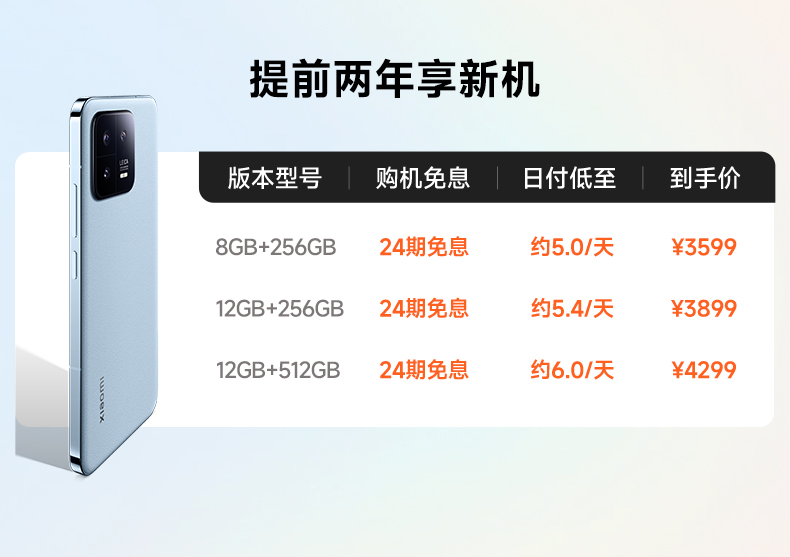 提前两年享新机
版本型号 购机免息 日付低至 到手价
8GB+256GB 24期免息 约5.0/天 ¥3599
12GB+256GB 24期免息 约5.4/天 ¥3899
12GB+512GB 24期免息 约6.0/天 ¥4299
LEICA
xiaomi